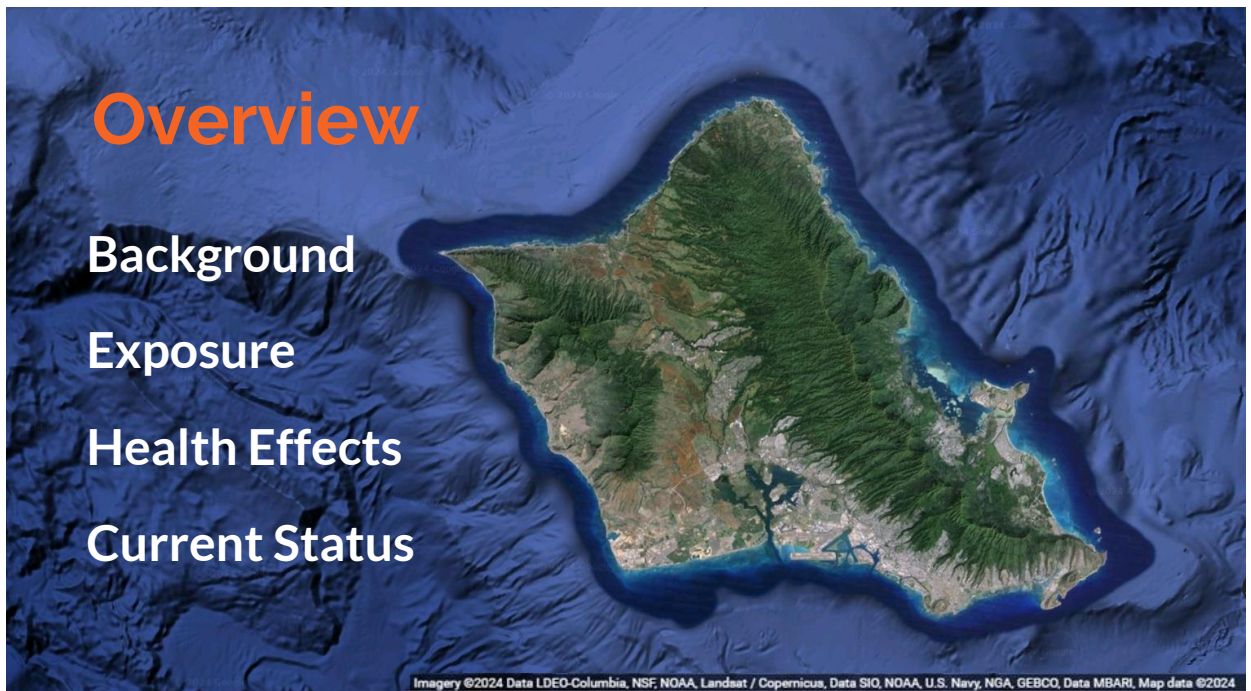 Overview
Background
Exposure
Health Effects
Current Status
Imagery ©2024 Data LDEO-Columbia, NSF, NOAA, Landsat / Copernicus, Data SIO, NOAA, U.S. Navy, NGA, GEBCO, Data MBARI, Map data ©2024